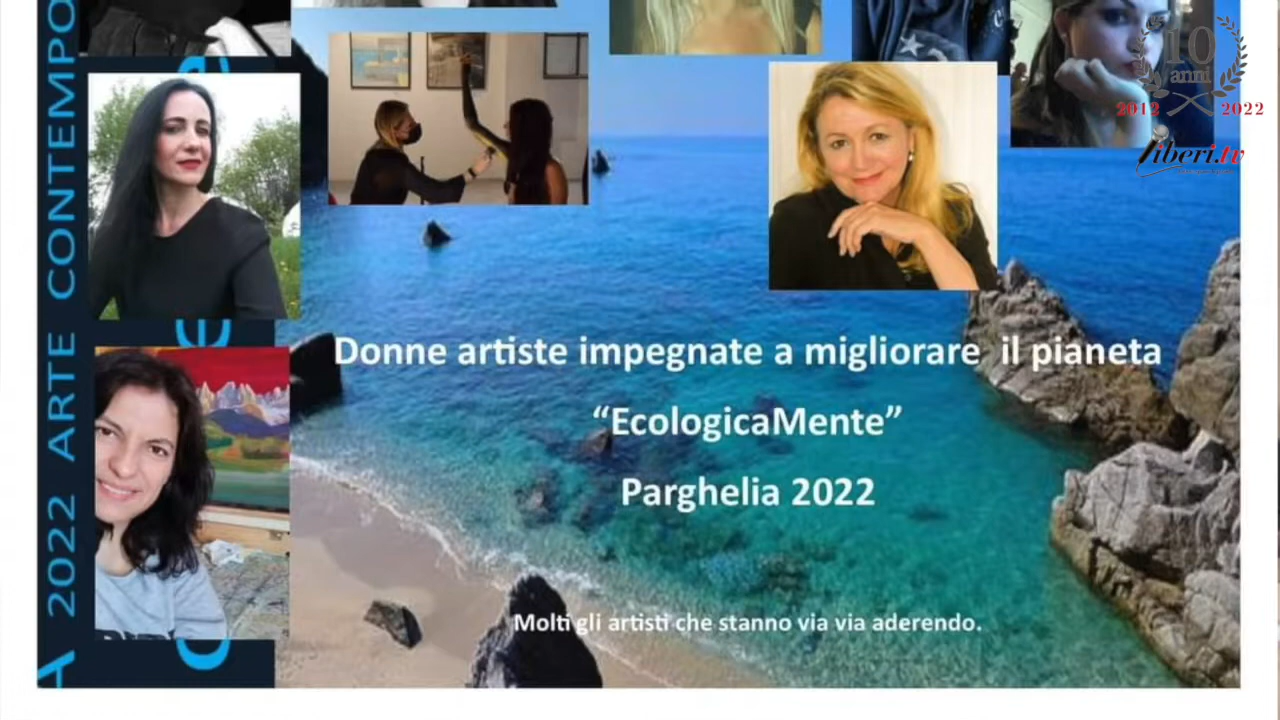 A 2022 ARTE CONTEMPO
10
anni
2012 2022
liberi.tv
Donne artiste impegnate a migliorare il pianeta
“EcologicaMente”
Parghelia 2022
Molti gli artisti che stanno via via aderendo.